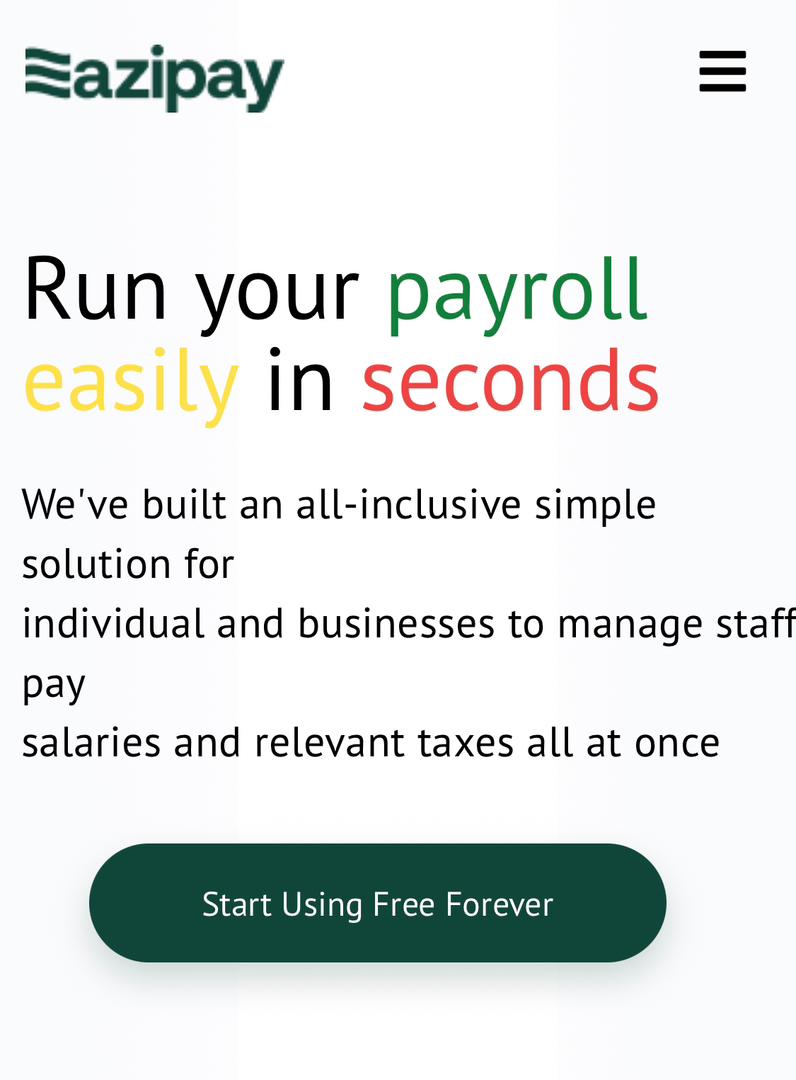 Eazipay
Run your payroll
easily in seconds
We've built an all-inclusive simple
solution for
individual and businesses to manage staff
pay
salaries and relevant taxes all at once
Start Using Free Forever